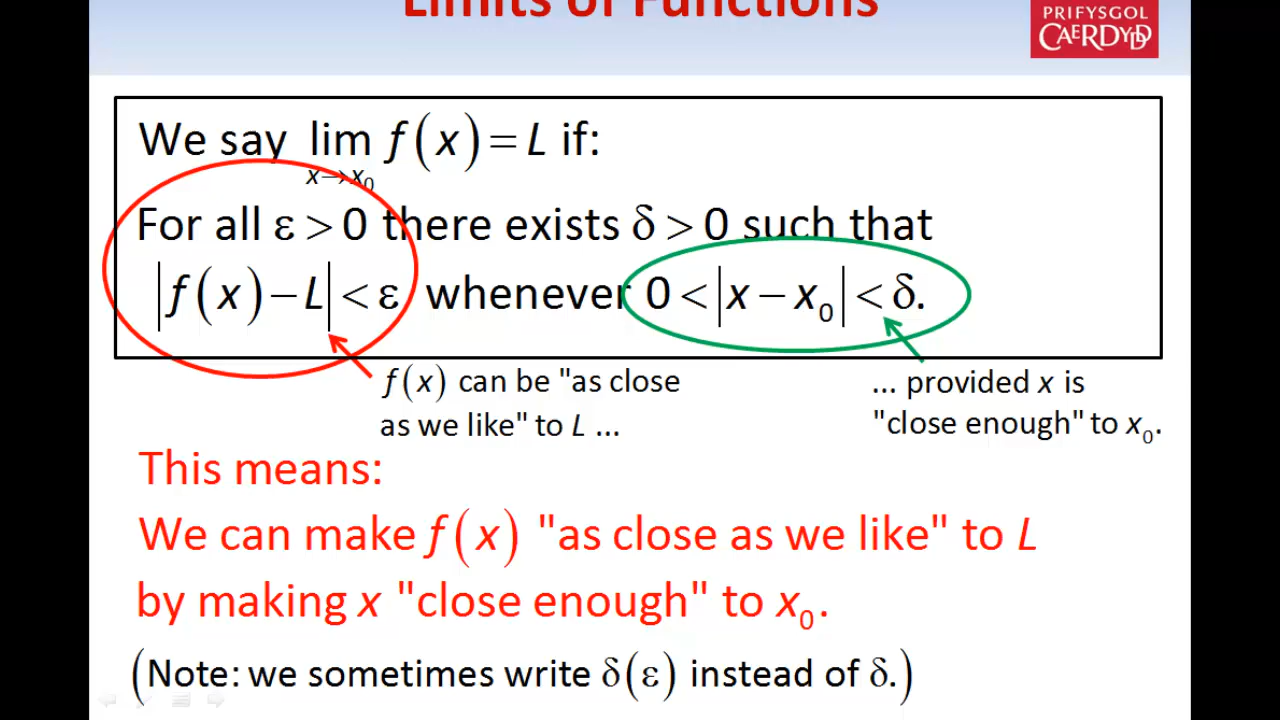 Limits of Functions
PRIFYSGOL
CAERDYDD
We say lim f(x) = L if:
x→x₀
For all ε > 0 there exists δ > 0 such that
|f(x) − L| < ε whenever 0 < |x − x₀| < δ.
f(x) can be "as close
as we like" to L ...
... provided x is
"close enough" to x₀.
This means:
We can make f(x) "as close as we like" to L
by making x "close enough" to x₀.
(Note: we sometimes write δ(ε) instead of δ.)